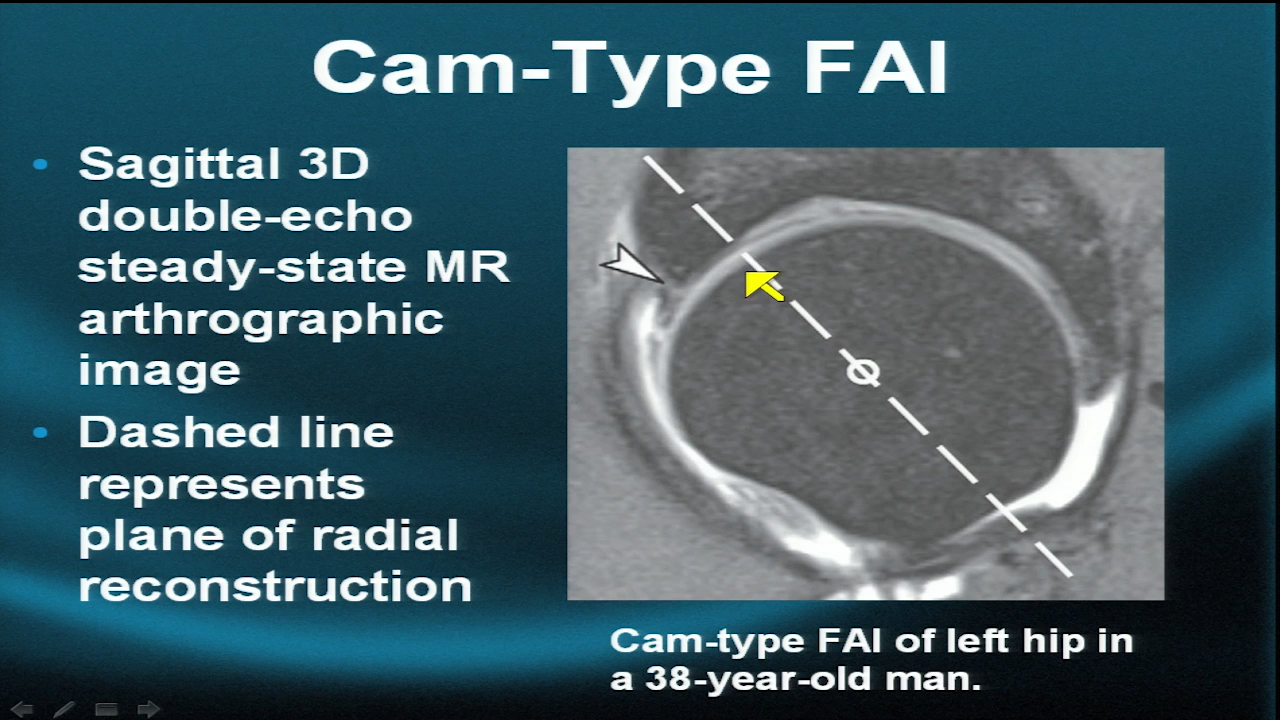 Cam-Type FAI
• Sagittal 3D
double-echo
steady-state MR
arthrographic
image
• Dashed line
represents
plane of radial
reconstruction
Cam-type FAI of left hip in
a 38-year-old man.